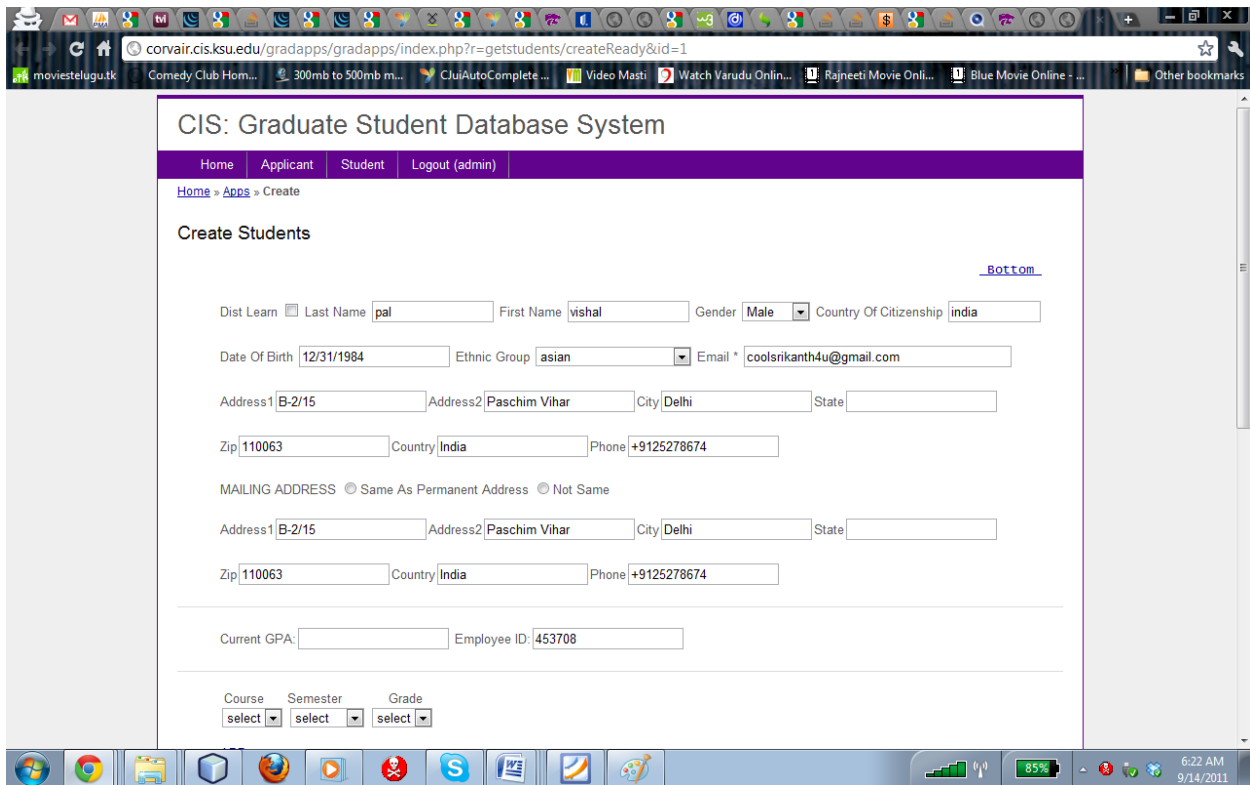 corvair.cis.ksu.edu/gradapps/gradapps/index.php?r=getstudents/createReady&id=1
moviestelugu.tk Comedy Club Hom... 300mb to 500mb m... CJuiAutoComplete ... Video Masti Watch Varudu Onlin... Rajneeti Movie Onli... Blue Movie Online - ... » Other bookmarks
CIS: Graduate Student Database System
Home Applicant Student Logout (admin)
Home » Apps » Create
Create Students
Bottom
Dist Learn Last Name pal First Name vishal Gender Male Country Of Citizenship india
Date Of Birth 12/31/1984 Ethnic Group asian Email * coolsrikanth4u@gmail.com
Address1 B-2/15 Address2 Paschim Vihar City Delhi State
Zip 110063 Country India Phone +9125278674
MAILING ADDRESS Same As Permanent Address Not Same
Address1 B-2/15 Address2 Paschim Vihar City Delhi State
Zip 110063 Country India Phone +9125278674
Current GPA: Employee ID: 453708
Course Semester Grade
select select select
85% 6:22 AM
9/14/2011